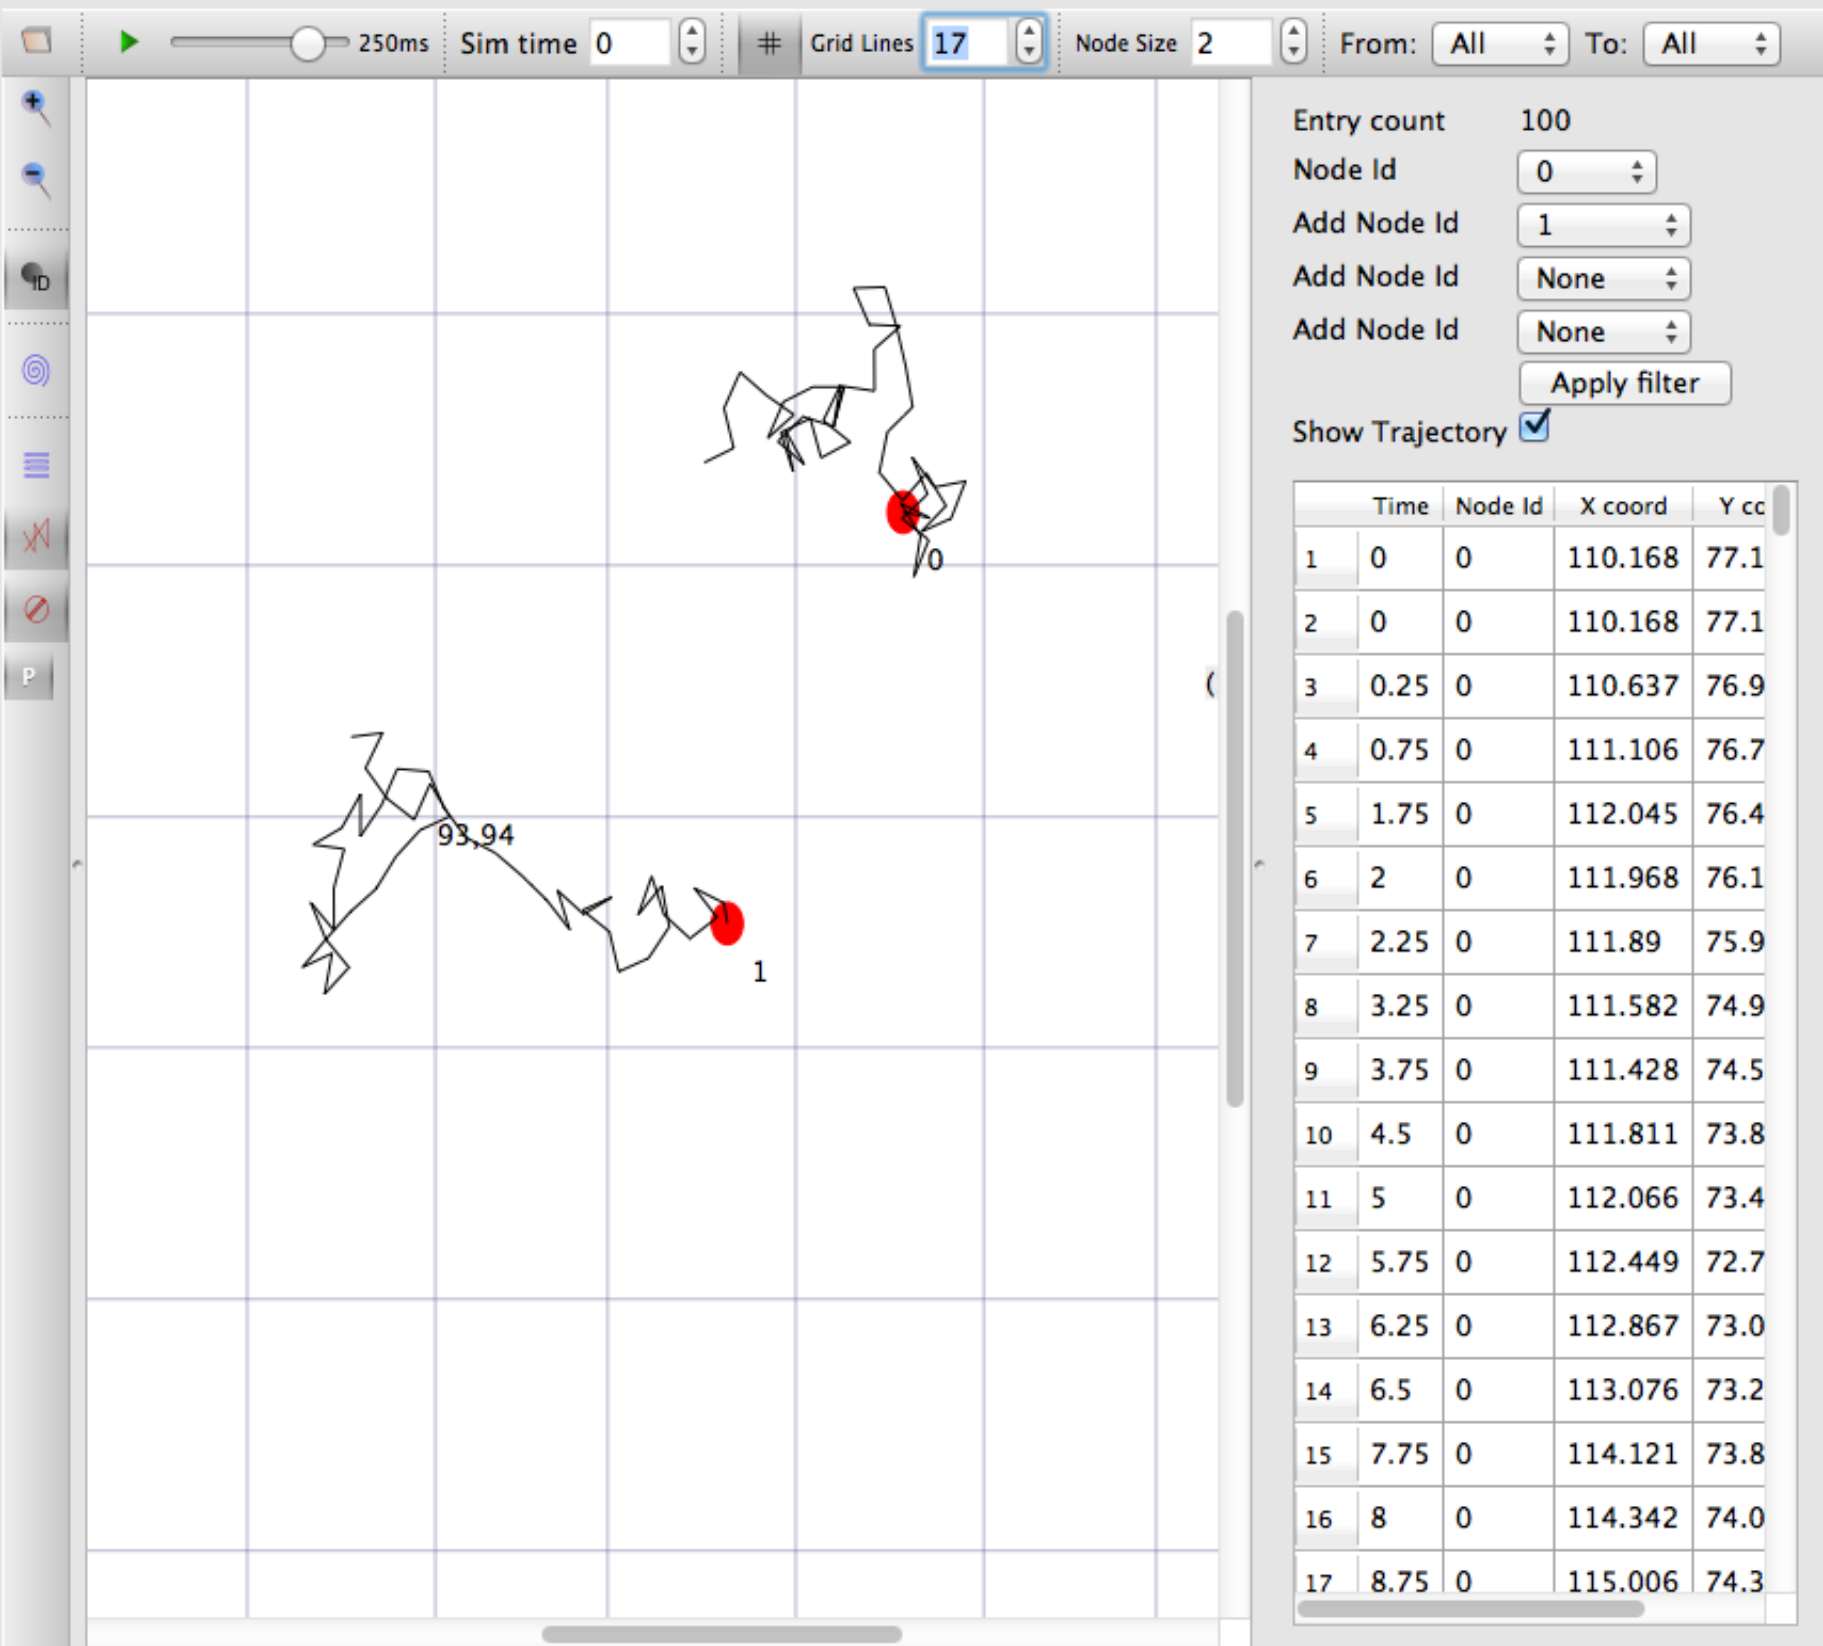 250ms Sim time 0 # Grid Lines 17 Node Size 2 From: All To: All
ID
P
0
93,94
1
(
Entry count 100
Node Id 0
Add Node Id 1
Add Node Id None
Add Node Id None
Apply filter
Show Trajectory
Time Node Id X coord Y co
1 0 0 110.168 77.1
2 0 0 110.168 77.1
3 0.25 0 110.637 76.9
4 0.75 0 111.106 76.7
5 1.75 0 112.045 76.4
6 2 0 111.968 76.1
7 2.25 0 111.89 75.9
8 3.25 0 111.582 74.9
9 3.75 0 111.428 74.5
10 4.5 0 111.811 73.8
11 5 0 112.066 73.4
12 5.75 0 112.449 72.7
13 6.25 0 112.867 73.0
14 6.5 0 113.076 73.2
15 7.75 0 114.121 73.8
16 8 0 114.342 74.0
17 8.75 0 115.006 74.3